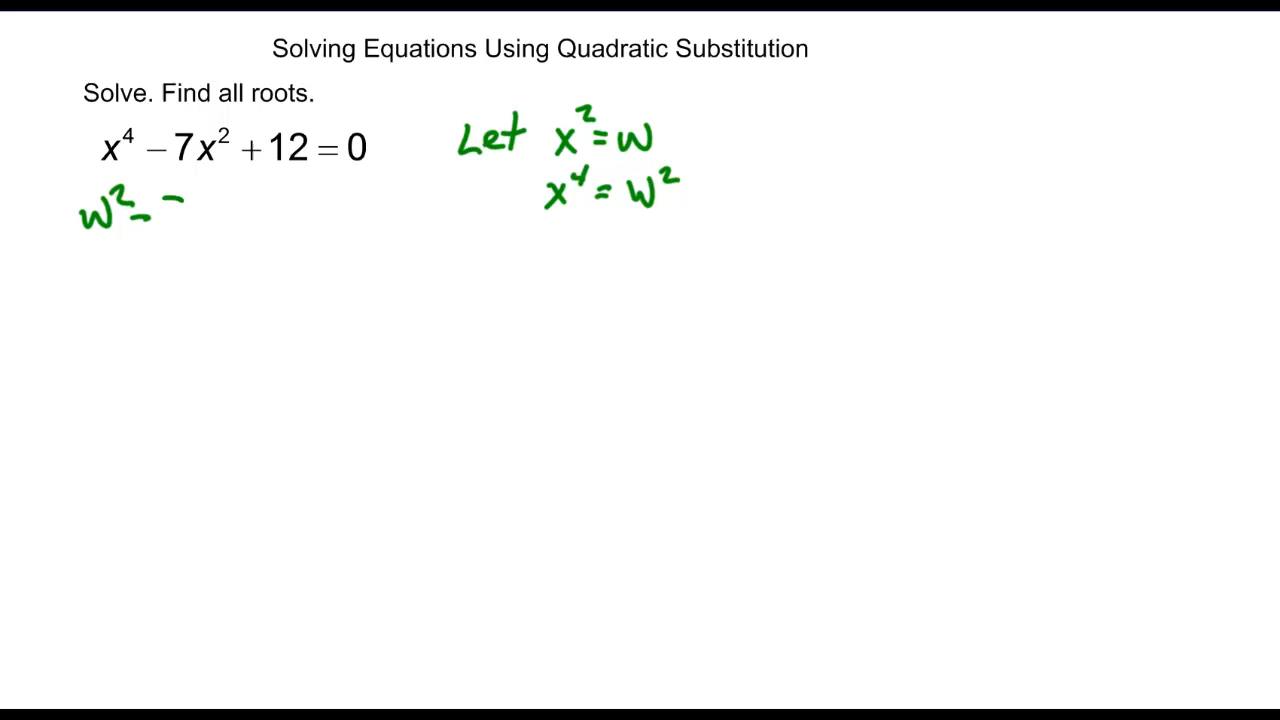 Solving Equations Using Quadratic Substitution
Solve. Find all roots.
x⁴ − 7x² + 12 = 0
Let x² = w
x⁴ = w²
w² −